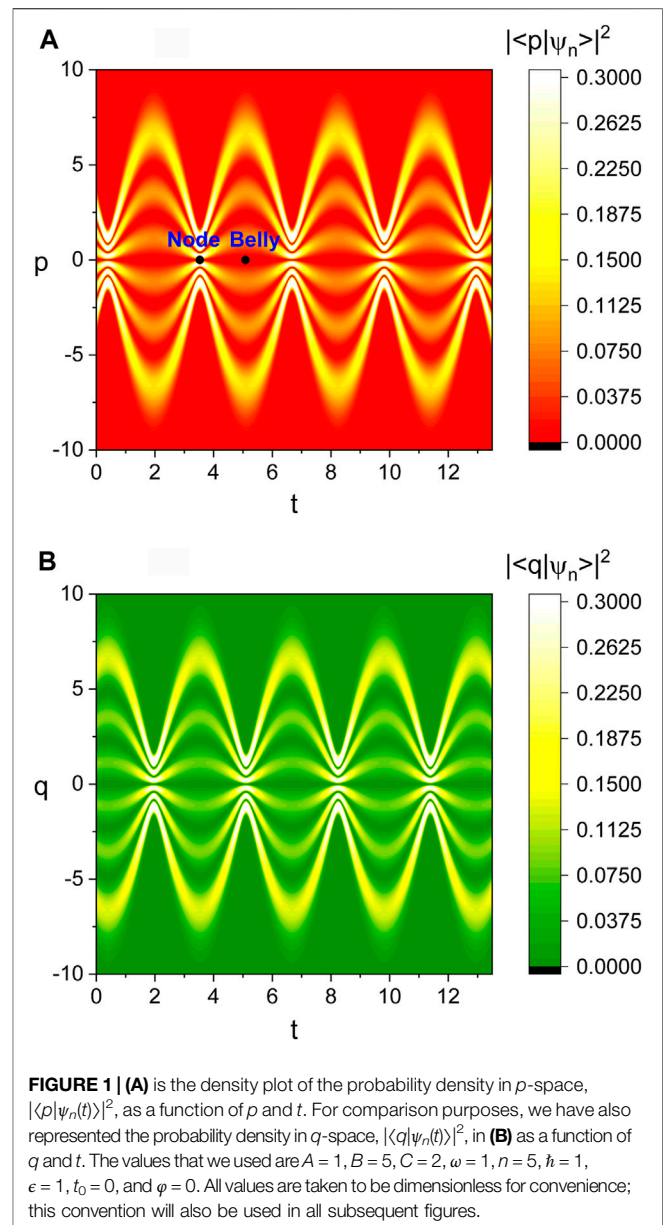 A
|<p|ψn>|²
10
5
0
-5
-10
p
Node Belly
0 2 4 6 8 10 12
t
0.3000
0.2625
0.2250
0.1875
0.1500
0.1125
0.0750
0.0375
0.0000
B
|<q|ψn>|²
10
5
0
-5
-10
q
0 2 4 6 8 10 12
t
0.3000
0.2625
0.2250
0.1875
0.1500
0.1125
0.0750
0.0375
0.0000
FIGURE 1 | (A) is the density plot of the probability density in p-space,
|⟨p|ψn(t)⟩|², as a function of p and t. For comparison purposes, we have also
represented the probability density in q-space, |⟨q|ψn(t)⟩|², in (B) as a function of
q and t. The values that we used are A = 1, B = 5, C = 2, ω = 1, n = 5, ℏ = 1,
ϵ = 1, t₀ = 0, and φ = 0. All values are taken to be dimensionless for convenience;
this convention will also be used in all subsequent figures.